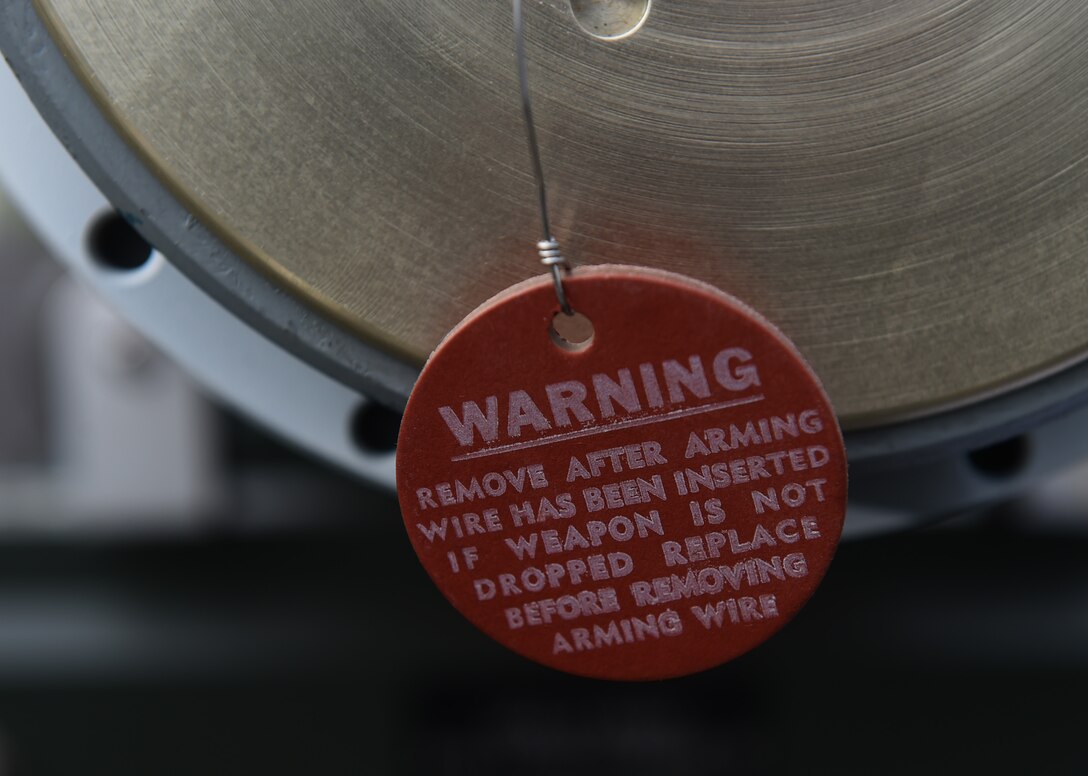 WARNING
REMOVE AFTER ARMING
WIRE HAS BEEN INSERTED
IF WEAPON IS NOT
DROPPED REPLACE
BEFORE REMOVING
ARMING WIRE